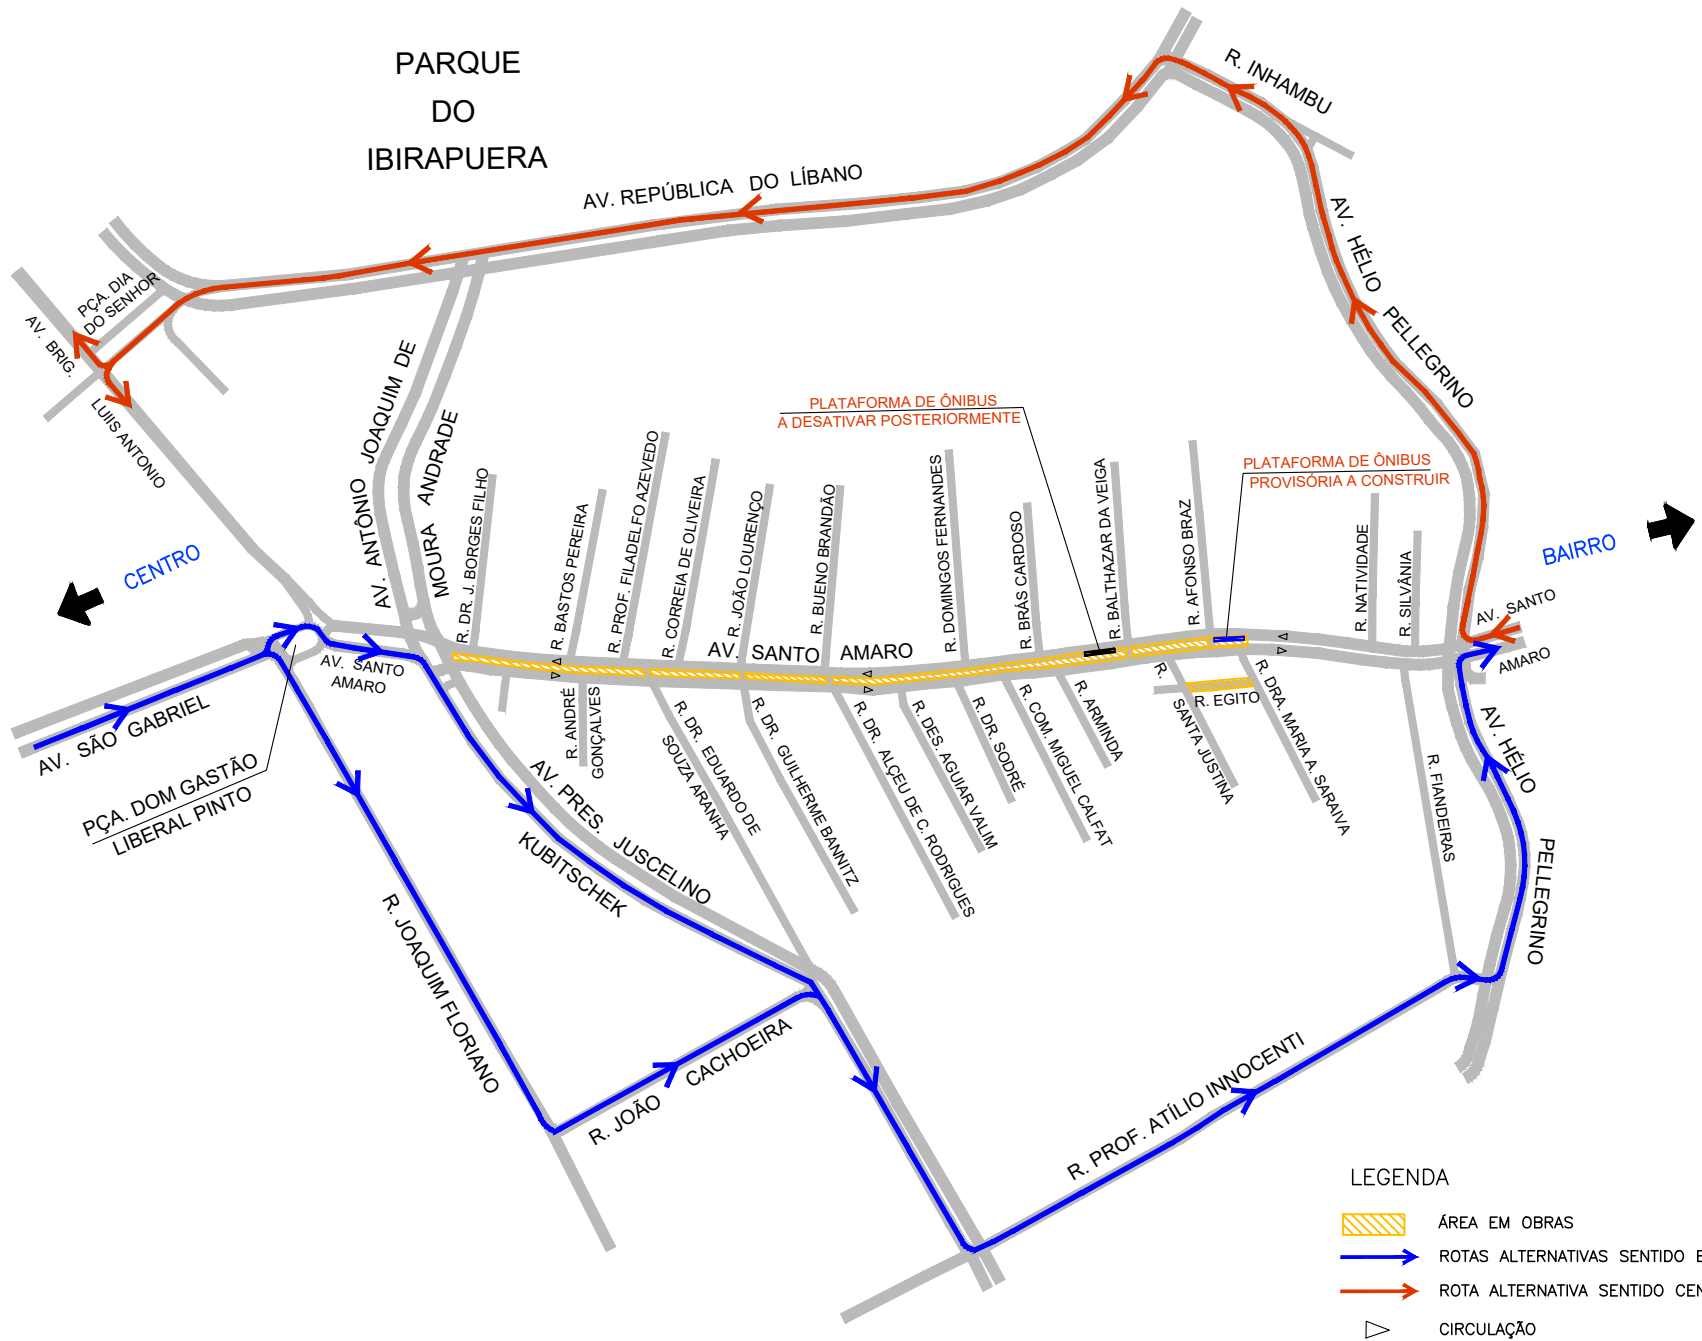 PARQUE
DO
IBIRAPUERA
R. INHAMBU
AV. REPÚBLICA DO LÍBANO
AV. HÉLIO PELLEGRINO
PÇA. DIA
DO SENHOR
AV. BRIG.
LUIIS ANTONIO
AV. ANTÔNIO JOAQUIM DE
MOURA ANDRADE
PLATAFORMA DE ÔNIBUS
A DESATIVAR POSTERIORMENTE
PLATAFORMA DE ÔNIBUS
PROVISÓRIA A CONSTRUIR
CENTRO
BAIRRO
R. DR. J. BORGES FILHO
R. BASTOS PEREIRA
R. PROF. FILADELFO AZEVEDO
R. CORREIA DE OLIVEIRA
R. JOÃO LOURENÇO
R. BUENO BRANDÃO
R. DOMINGOS FERNANDES
R. BRÁS CARDOSO
R. BALTHAZAR DA VEIGA
R. AFONSO BRAZ
R. NATIVIDADE
R. SILVÂNIA
AV. SANTO
AMARO
AV. SANTO AMARO
AV. SANTO
AMARO
AV. SÃO GABRIEL
PÇA. DOM GASTÃO
LIBERAL PINTO
R. ANDRÉ
GONÇALVES
R. DR. EDUARDO DE
SOUZA ARANHA
R. DR. GUILHERME BANNITZ
R. DR. ALÇEU DE C. RODRIGUES
R. DES. AGUIAR VALIM
R. DR. SODRÉ
R. COM. MIGUEL CALFAT
R. ARMINDA
R.
SANTA JUSTINA
R. EGITO
R. DRA. MARIA A. SARAIVA
R. FIANDEIRAS
AV. HÉLIO
PELLEGRINO
AV. PRES. JUSCELINO
KUBITSCHEK
R. JOAQUIM FLORIANO
R. JOÃO CACHOEIRA
R. PROF. ATÍLIO INNOCENTI
LEGENDA
ÁREA EM OBRAS
ROTAS ALTERNATIVAS SENTIDO
ROTA ALTERNATIVA SENTIDO CEN
CIRCULAÇÃO